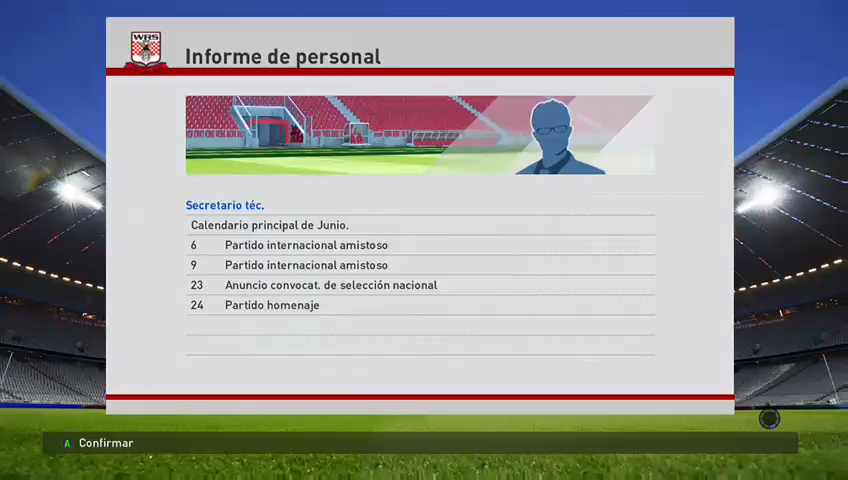 WRS
Informe de personal
Secretario téc.
Calendario principal de Junio.
6 Partido internacional amistoso
9 Partido internacional amistoso
23 Anuncio convocat. de selección nacional
24 Partido homenaje
A Confirmar